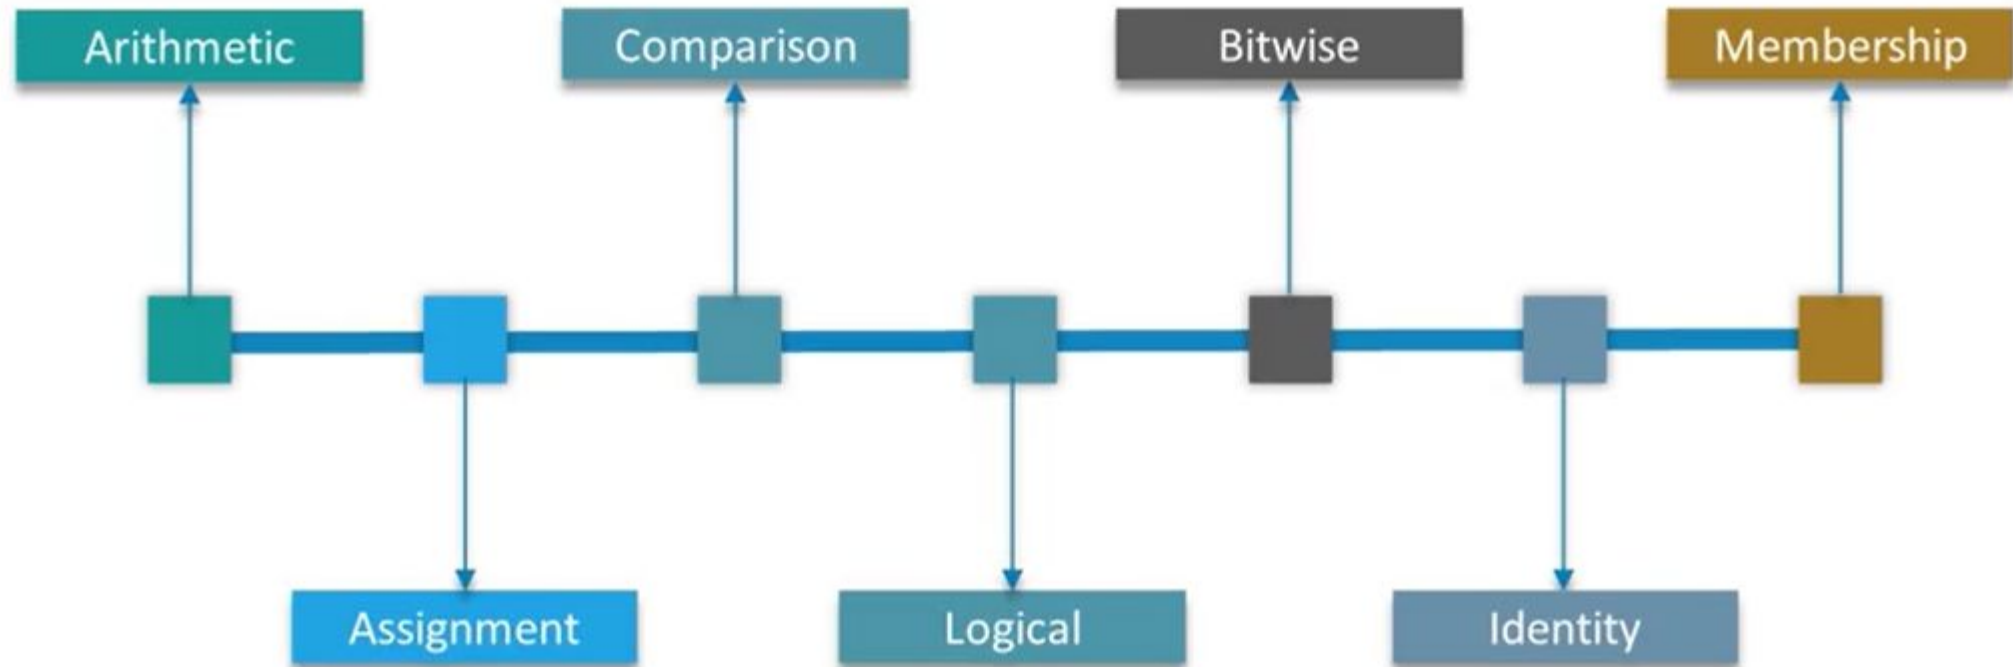 Arithmetic
Comparison
Bitwise
Membership
Assignment
Logical
Identity